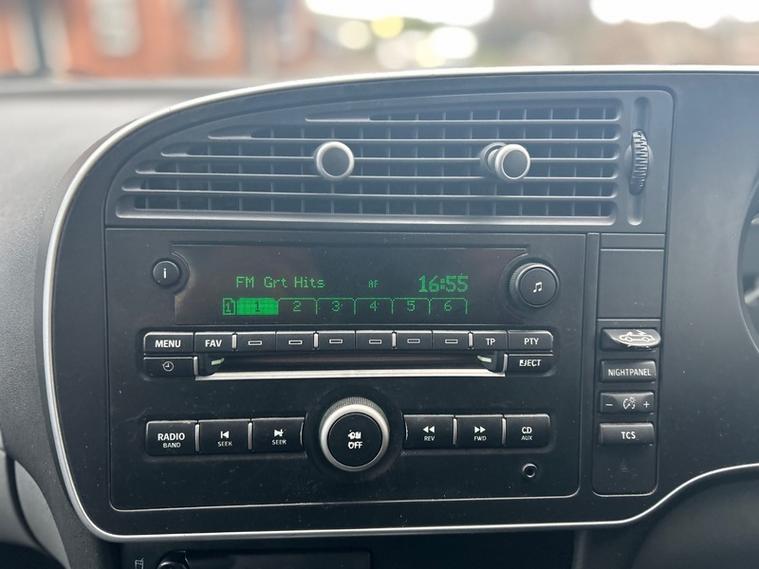 i
FM Grt Hits AF 16:55
1 1 2 3 4 5 6
MENU FAV TP PTY
EJECT
NIGHTPANEL
- +
RADIO BAND SEEK SEEK OFF REV FWD CD AUX
TCS